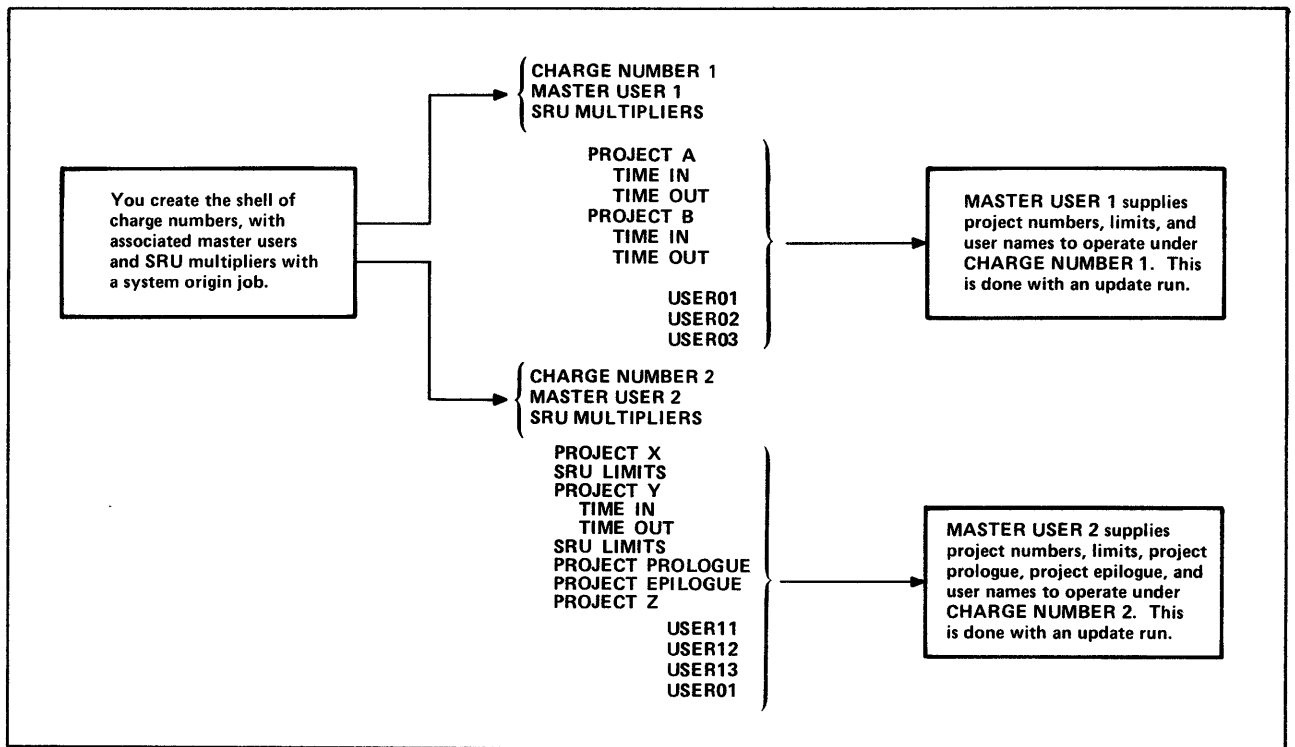 You create the shell of
charge numbers, with
associated master users
and SRU multipliers with
a system origin job.
CHARGE NUMBER 1
MASTER USER 1
SRU MULTIPLIERS
PROJECT A
TIME IN
TIME OUT
PROJECT B
TIME IN
TIME OUT
USER01
USER02
USER03
MASTER USER 1 supplies
project numbers, limits, and
user names to operate under
CHARGE NUMBER 1. This
is done with an update run.
CHARGE NUMBER 2
MASTER USER 2
SRU MULTIPLIERS
PROJECT X
SRU LIMITS
PROJECT Y
TIME IN
TIME OUT
SRU LIMITS
PROJECT PROLOGUE
PROJECT EPILOGUE
PROJECT Z
USER11
USER12
USER13
USER01
MASTER USER 2 supplies
project numbers, limits, project
prologue, project epilogue, and
user names to operate under
CHARGE NUMBER 2. This
is done with an update run.